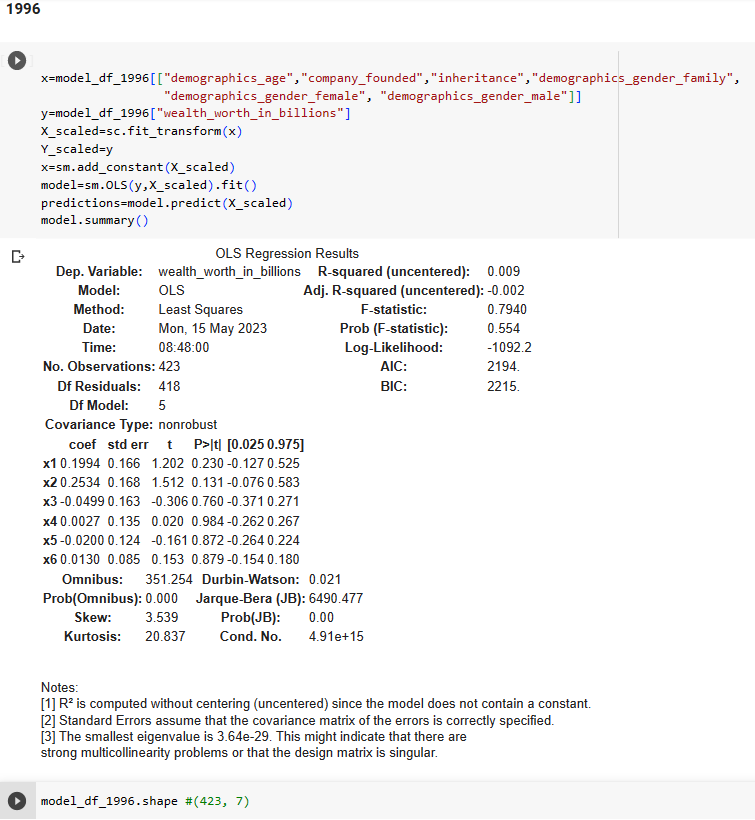 1996
x=model_df_1996[["demographics_age","company_founded","inheritance","demographics_gender_family",
"demographics_gender_female", "demographics_gender_male"]]
y=model_df_1996["wealth_worth_in_billions"]
X_scaled=sc.fit_transform(x)
Y_scaled=y
x=sm.add_constant(X_scaled)
model=sm.OLS(y,X_scaled).fit()
predictions=model.predict(X_scaled)
model.summary()
OLS Regression Results
Dep. Variable: wealth_worth_in_billions R-squared (uncentered): 0.009
Model: OLS Adj. R-squared (uncentered): -0.002
Method: Least Squares F-statistic: 0.7940
Date: Mon, 15 May 2023 Prob (F-statistic): 0.554
Time: 08:48:00 Log-Likelihood: -1092.2
No. Observations: 423 AIC: 2194.
Df Residuals: 418 BIC: 2215.
Df Model: 5
Covariance Type: nonrobust
coef std err t P>|t| [0.025 0.975]
x1 0.1994 0.166 1.202 0.230 -0.127 0.525
x2 0.2534 0.168 1.512 0.131 -0.076 0.583
x3 -0.0499 0.163 -0.306 0.760 -0.371 0.271
x4 0.0027 0.135 0.020 0.984 -0.262 0.267
x5 -0.0200 0.124 -0.161 0.872 -0.264 0.224
x6 0.0130 0.085 0.153 0.879 -0.154 0.180
Omnibus: 351.254 Durbin-Watson: 0.021
Prob(Omnibus): 0.000 Jarque-Bera (JB): 6490.477
Skew: 3.539 Prob(JB): 0.00
Kurtosis: 20.837 Cond. No. 4.91e+15
Notes:
[1] R² is computed without centering (uncentered) since the model does not contain a constant.
[2] Standard Errors assume that the covariance matrix of the errors is correctly specified.
[3] The smallest eigenvalue is 3.64e-29. This might indicate that there are
strong multicollinearity problems or that the design matrix is singular.
model_df_1996.shape #(423, 7)